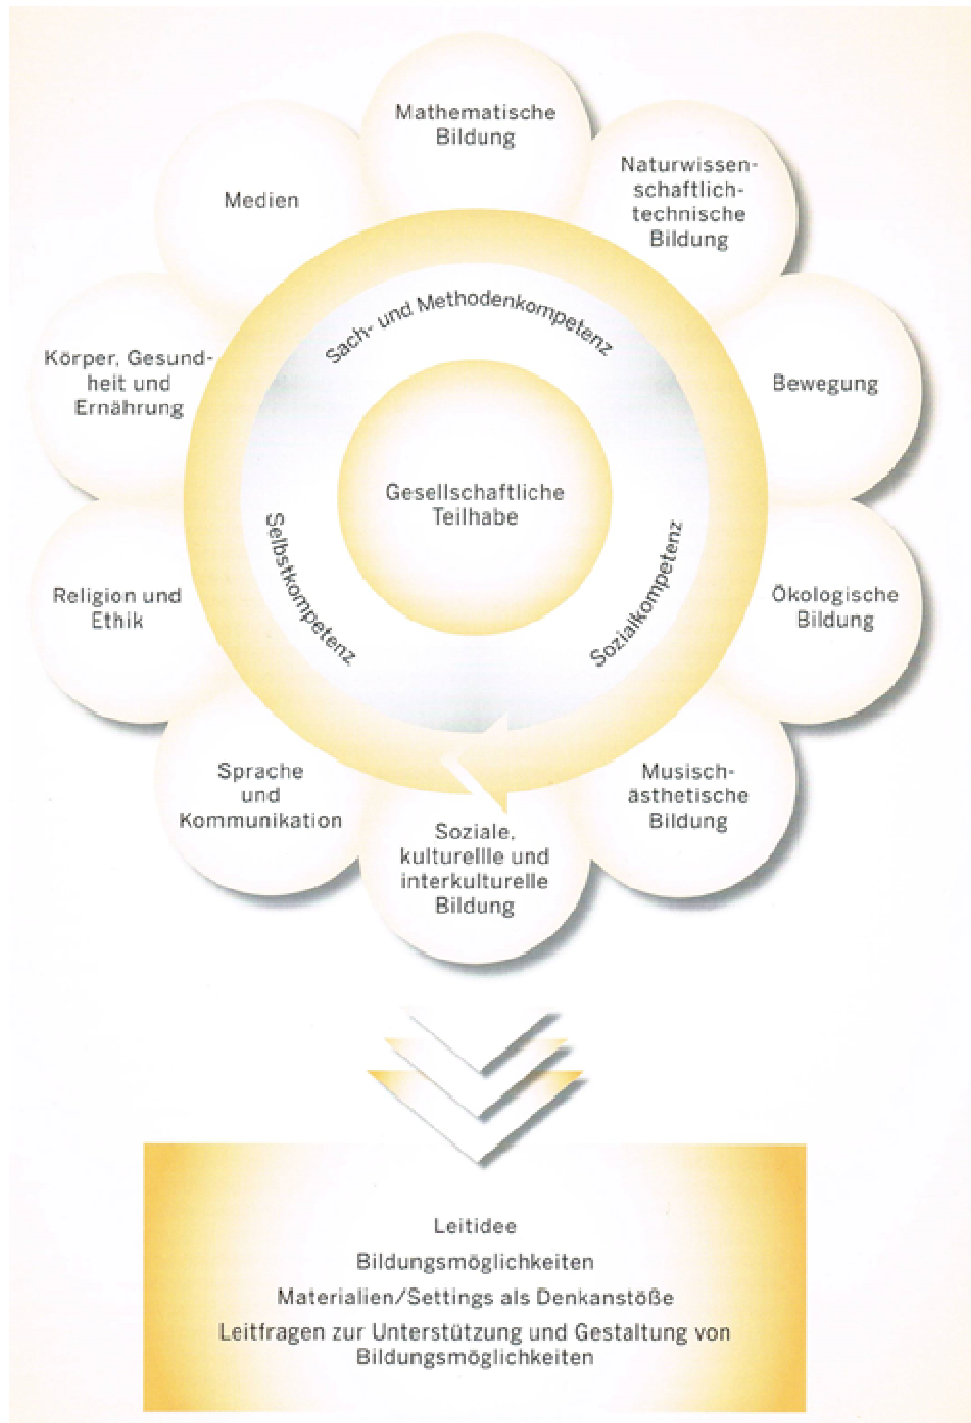 Mathematische
Bildung
Naturwissen-
schaftlich-
technische
Bildung
Medien
Sach- und Methodenkompetenz
Körper, Gesund-
heit und
Ernährung
Bewegung
Gesellschaftliche
Teilhabe
Selbstkompetenz
Sozialkompetenz
Religion und
Ethik
Ökologische
Bildung
Sprache
und
Kommunikation
Musisch-
ästhetische
Bildung
Soziale,
kulturellle und
interkulturelle
Bildung
Leitidee
Bildungsmöglichkeiten
Materialien/Settings als Denkanstöße
Leitfragen zur Unterstützung und Gestaltung von
Bildungsmöglichkeiten